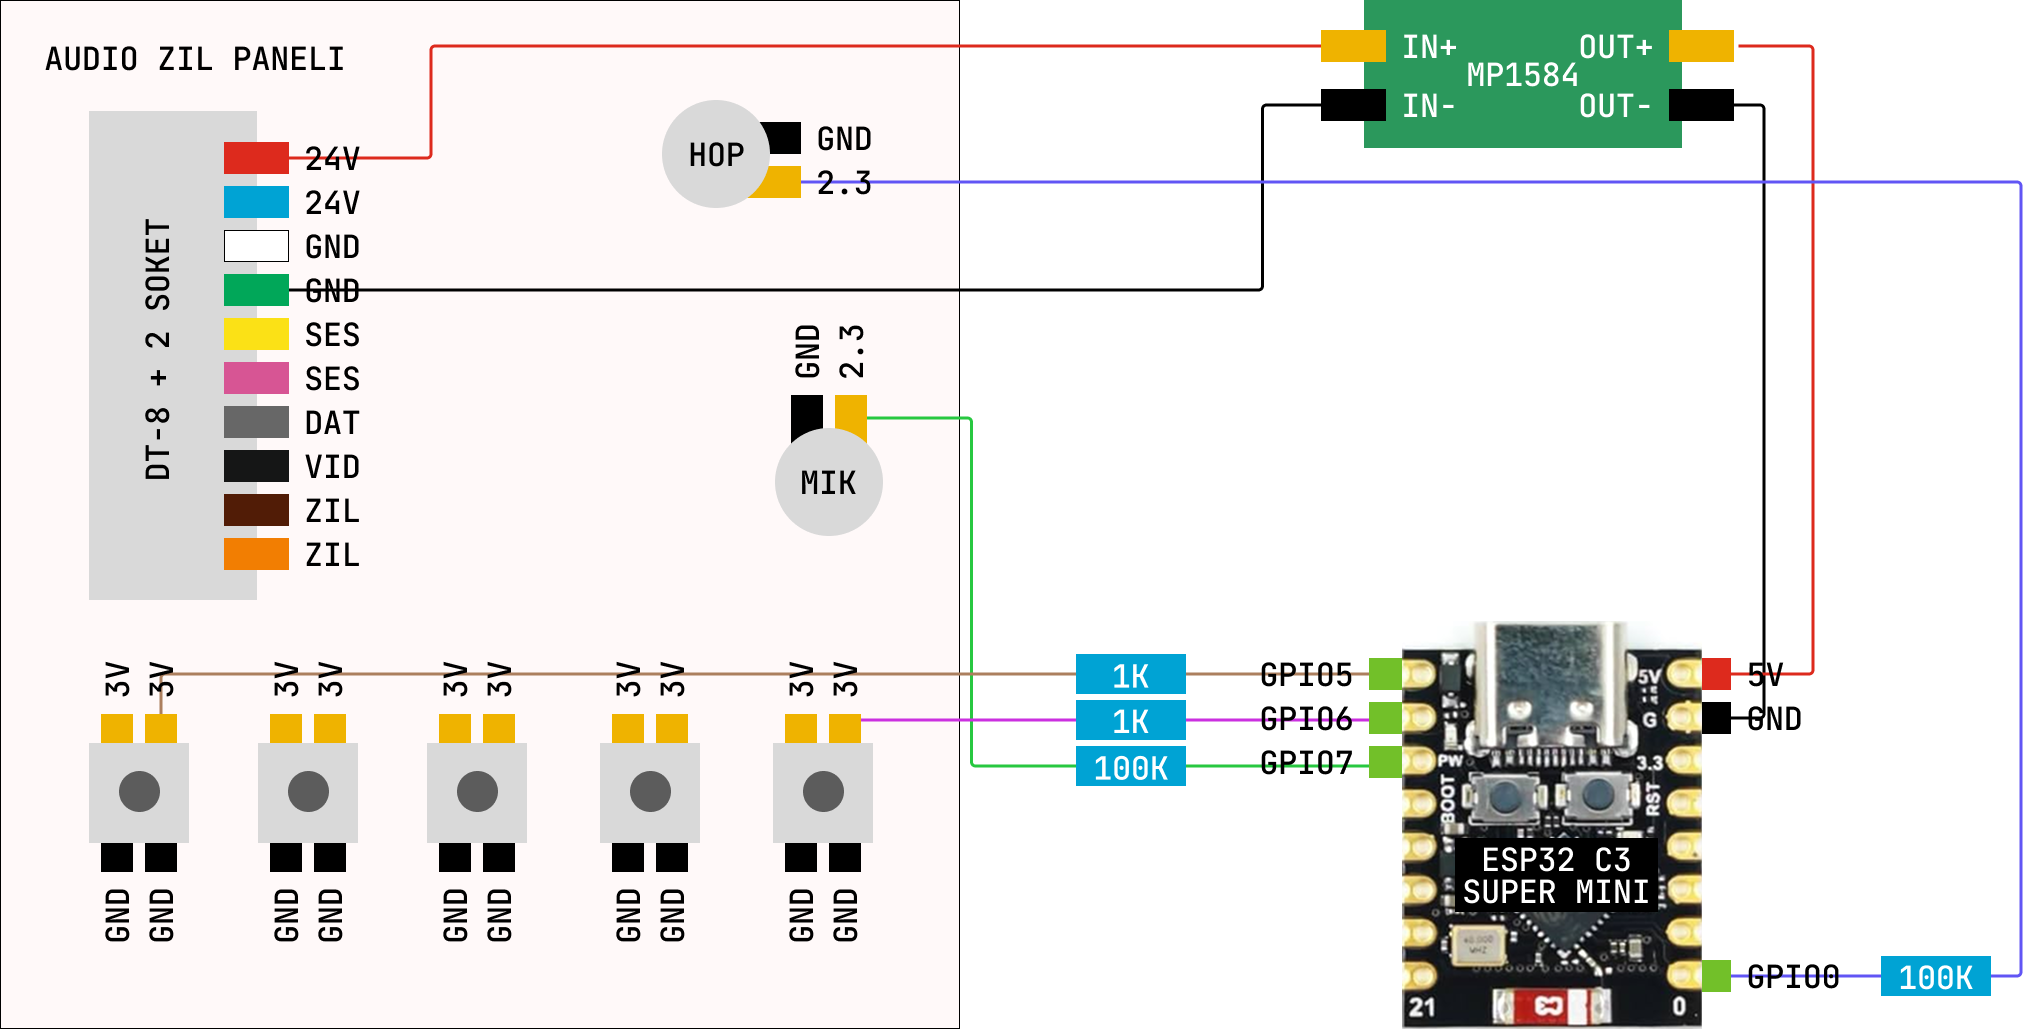 AUDIO ZIL PANELI
DT-8 + 2 SOKET
24V
24V
GND
GND
SES
SES
DAT
VID
ZIL
ZIL
HOP
GND
2.3
GND
2.3
MIK
IN+
OUT+
MP1584
IN-
OUT-
3V
3V
3V
3V
3V
3V
3V
3V
3V
3V
GND
GND
GND
GND
GND
GND
GND
GND
GND
GND
1K
1K
100K
GPIO5
GPIO6
GPIO7
5V
G
3.3
PW
BOOT
RST
5V
GND
ESP32 C3
SUPER MINI
40.000
MHZ
21
0
GPIO0
100K